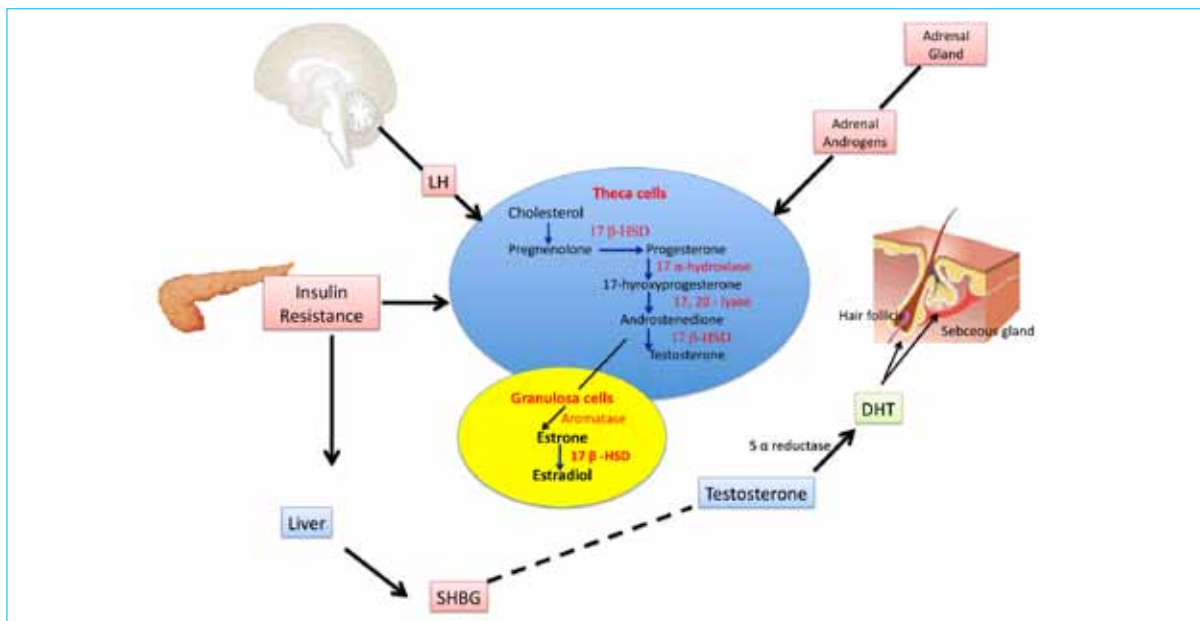 Adrenal
Gland
Adrenal
Androgens
LH
Theca cells
Cholesterol
17 β-HSD
Pregnenolone
Progesterone
17 α-hydroxlase
17-hyroxyprogesterone
17, 20 - lyase
Androstenedione
17 β-HSD
Testosterone
Insulin
Resistance
Hair follicle
Sebceous gland
Granulosa cells
Aromatase
Estrone
17 β -HSD
Estradiol
DHT
5 α reductase
Testosterone
Liver
SHBG